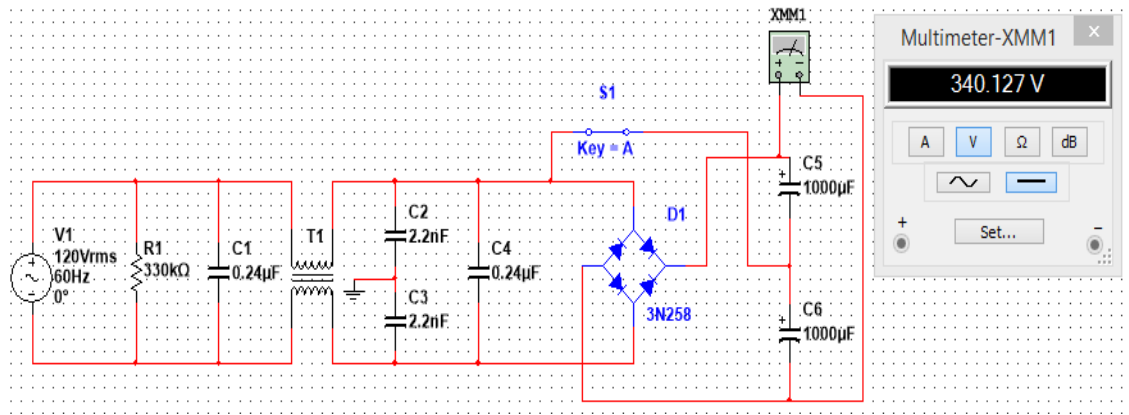 XMM1
Multimeter-XMM1
x
340.127 V
A
V
Ω
dB
+
Set...
−
+ −
S1
Key = A
V1
120Vrms
60Hz
0°
R1
330kΩ
C1
0.24µF
T1
C2
2.2nF
C3
2.2nF
C4
0.24µF
D1
3N258
C5
1000µF
C6
1000µF